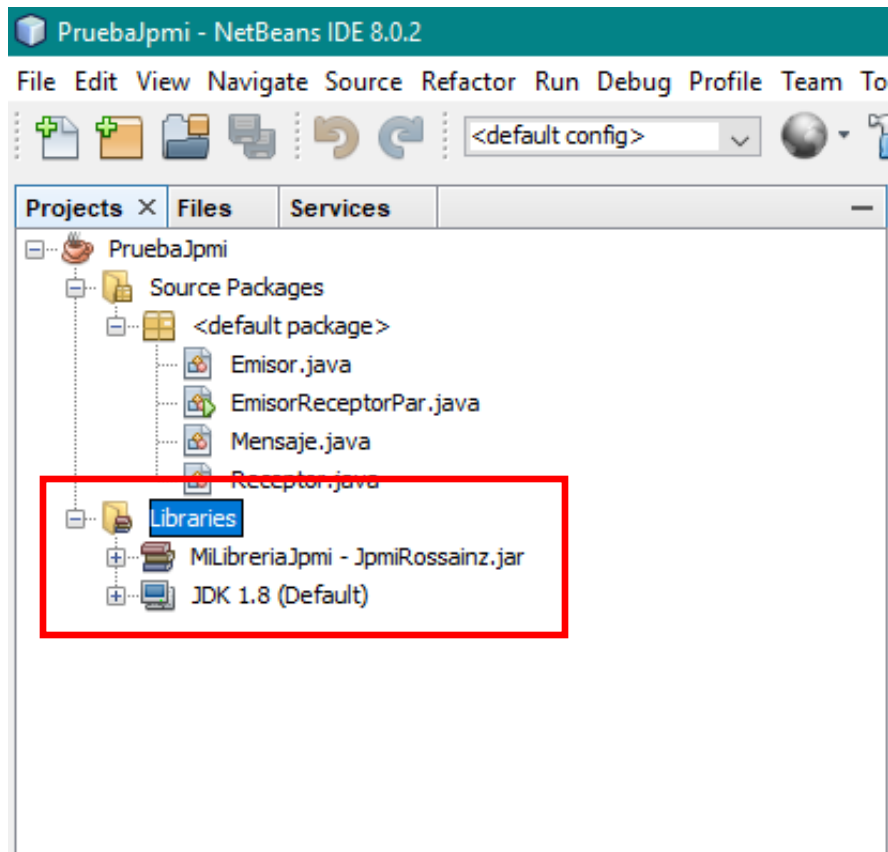 PruebaJpmi - NetBeans IDE 8.0.2
File Edit View Navigate Source Refactor Run Debug Profile Team To
<default config>
Projects Files Services
PruebaJpmi
Source Packages
<default package>
Emisor.java
EmisorReceptorPar.java
Mensaje.java
Receptor.java
Libraries
MiLibreriaJpmi - JpmiRossainz.jar
JDK 1.8 (Default)